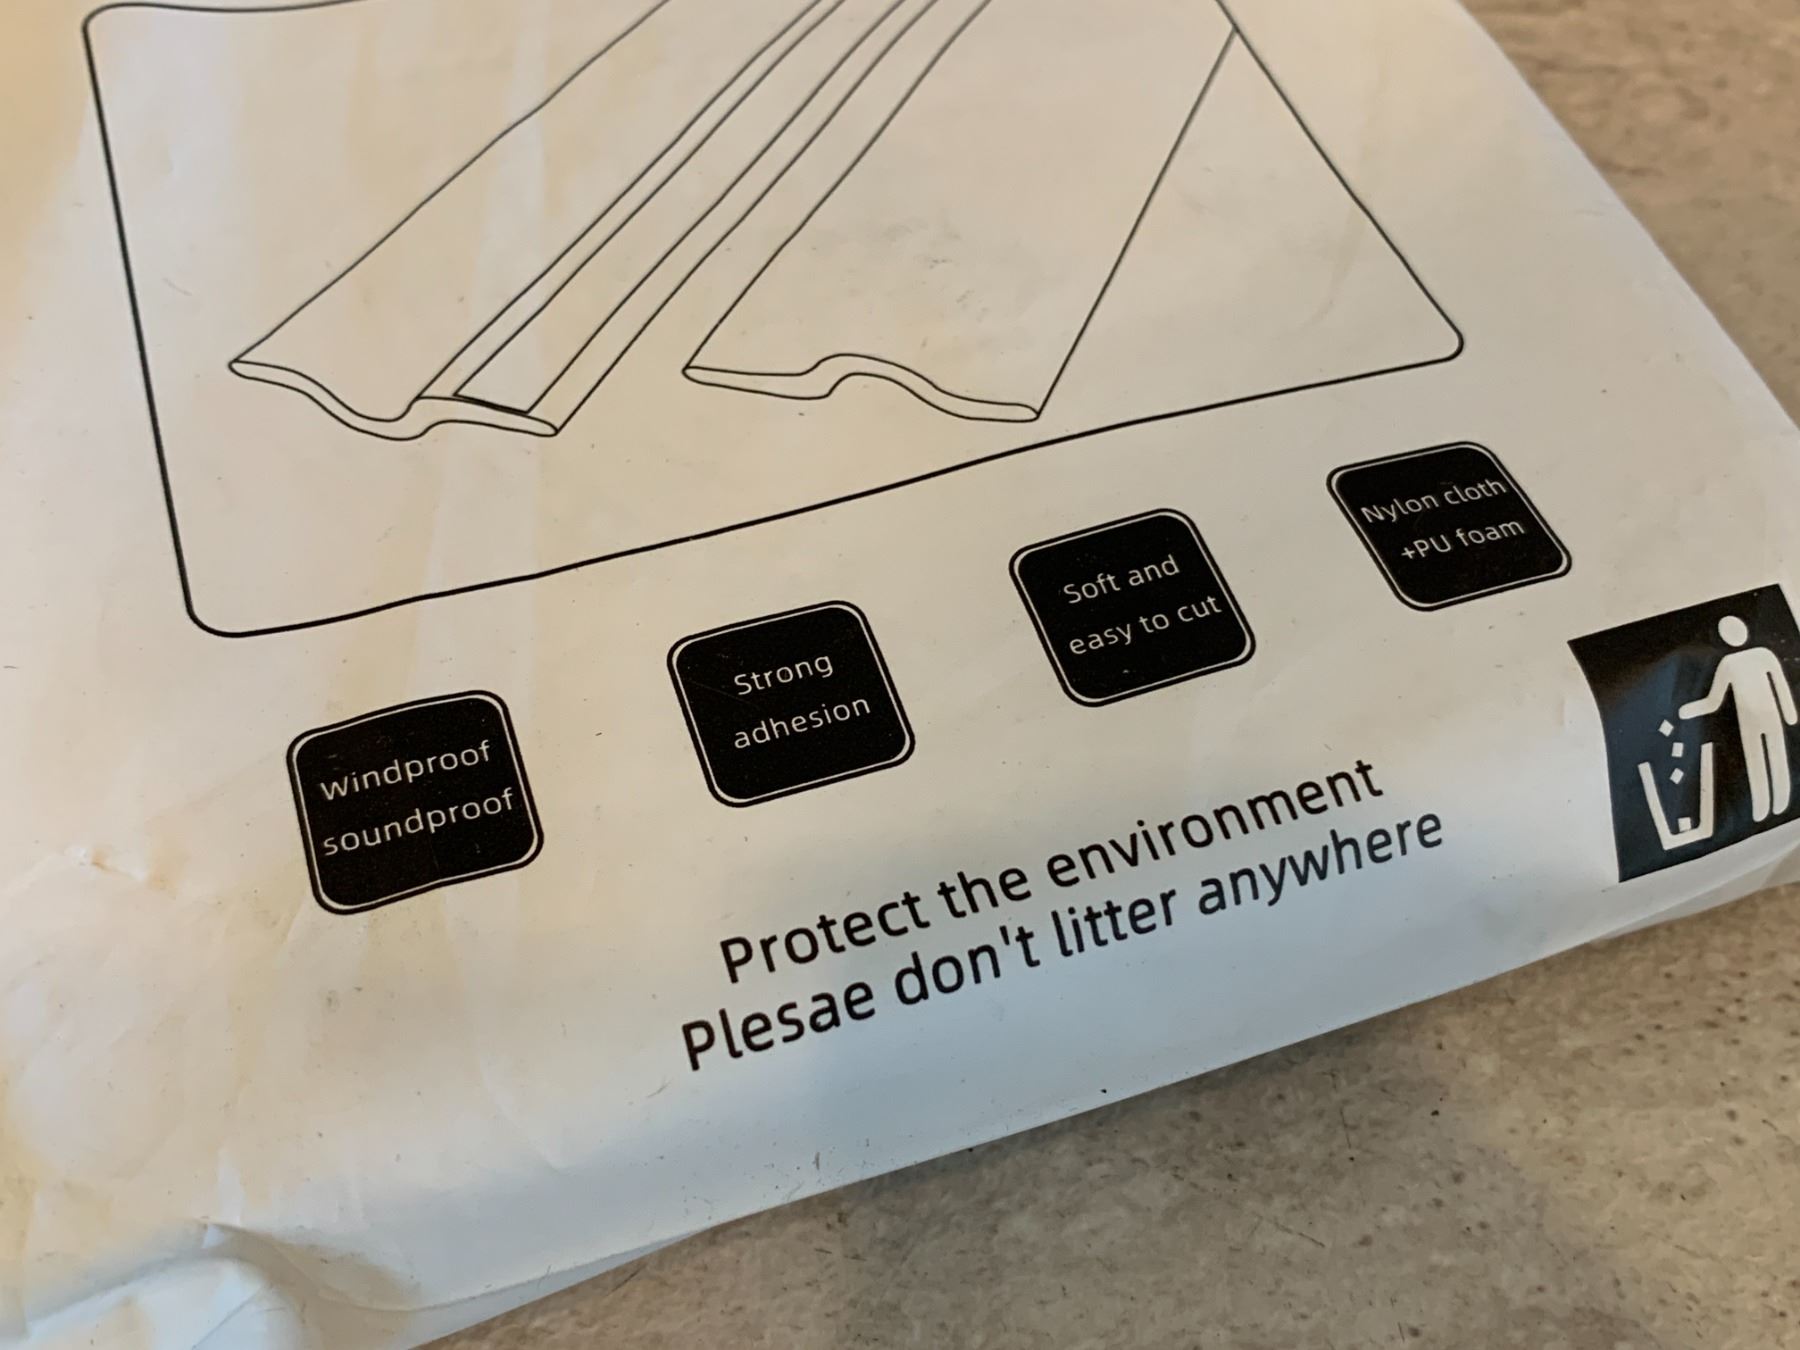 Windproof
soundproof
Strong
adhesion
Soft and
easy to cut
Nylon cloth
+PU foam
Protect the environment
Plesae don't litter anywhere